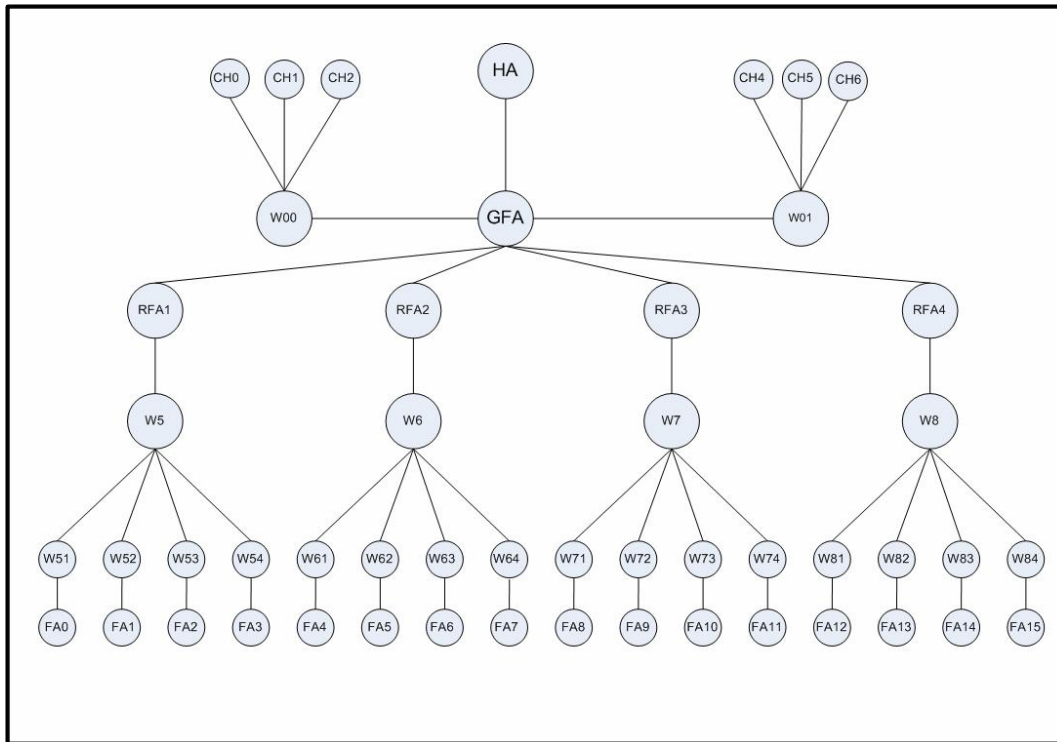 CH0 CH1 CH2 HA CH4 CH5 CH6
W00 GFA W01
RFA1 RFA2 RFA3 RFA4
W5 W6 W7 W8
W51 W52 W53 W54 W61 W62 W63 W64 W71 W72 W73 W74 W81 W82 W83 W84
FA0 FA1 FA2 FA3 FA4 FA5 FA6 FA7 FA8 FA9 FA10 FA11 FA12 FA13 FA14 FA15